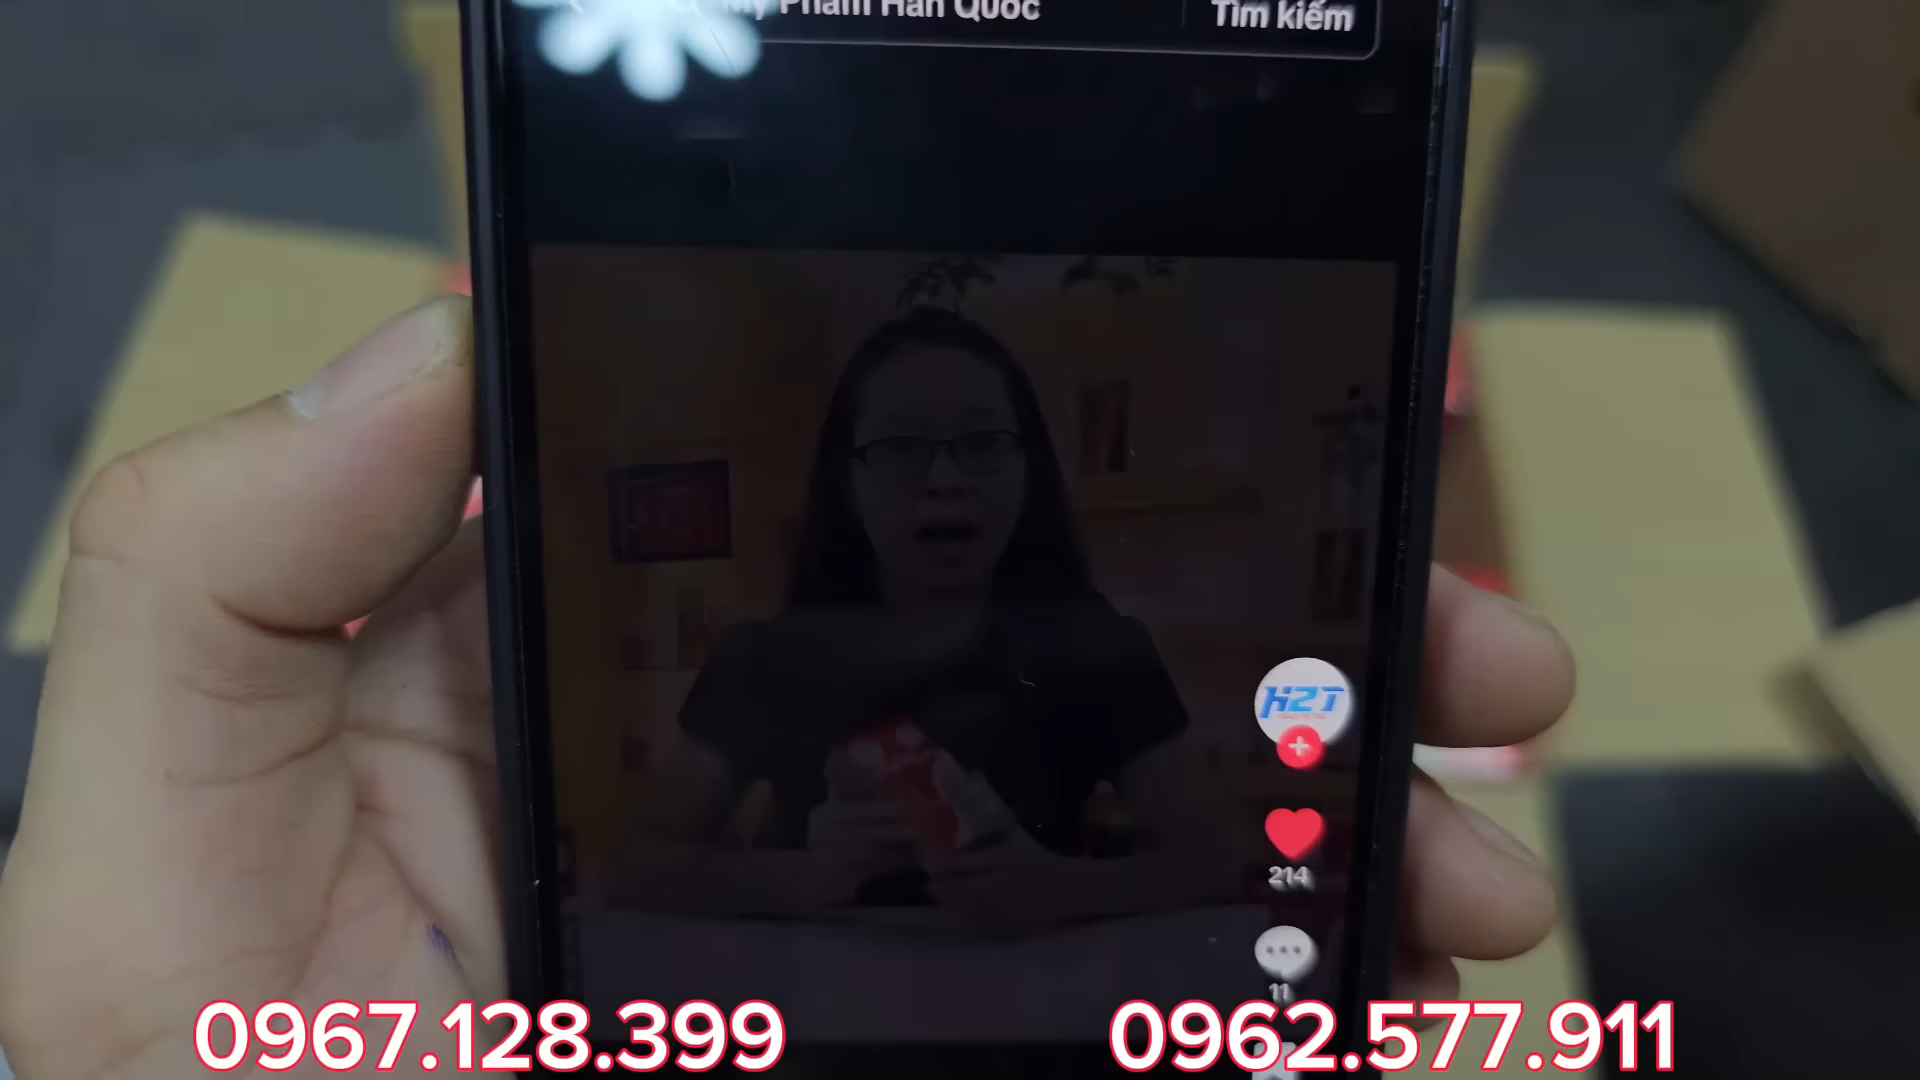 Mỹ Phẩm Hàn Quốc
Tìm kiếm
H2T
214
11
0967.128.399
0962.577.911